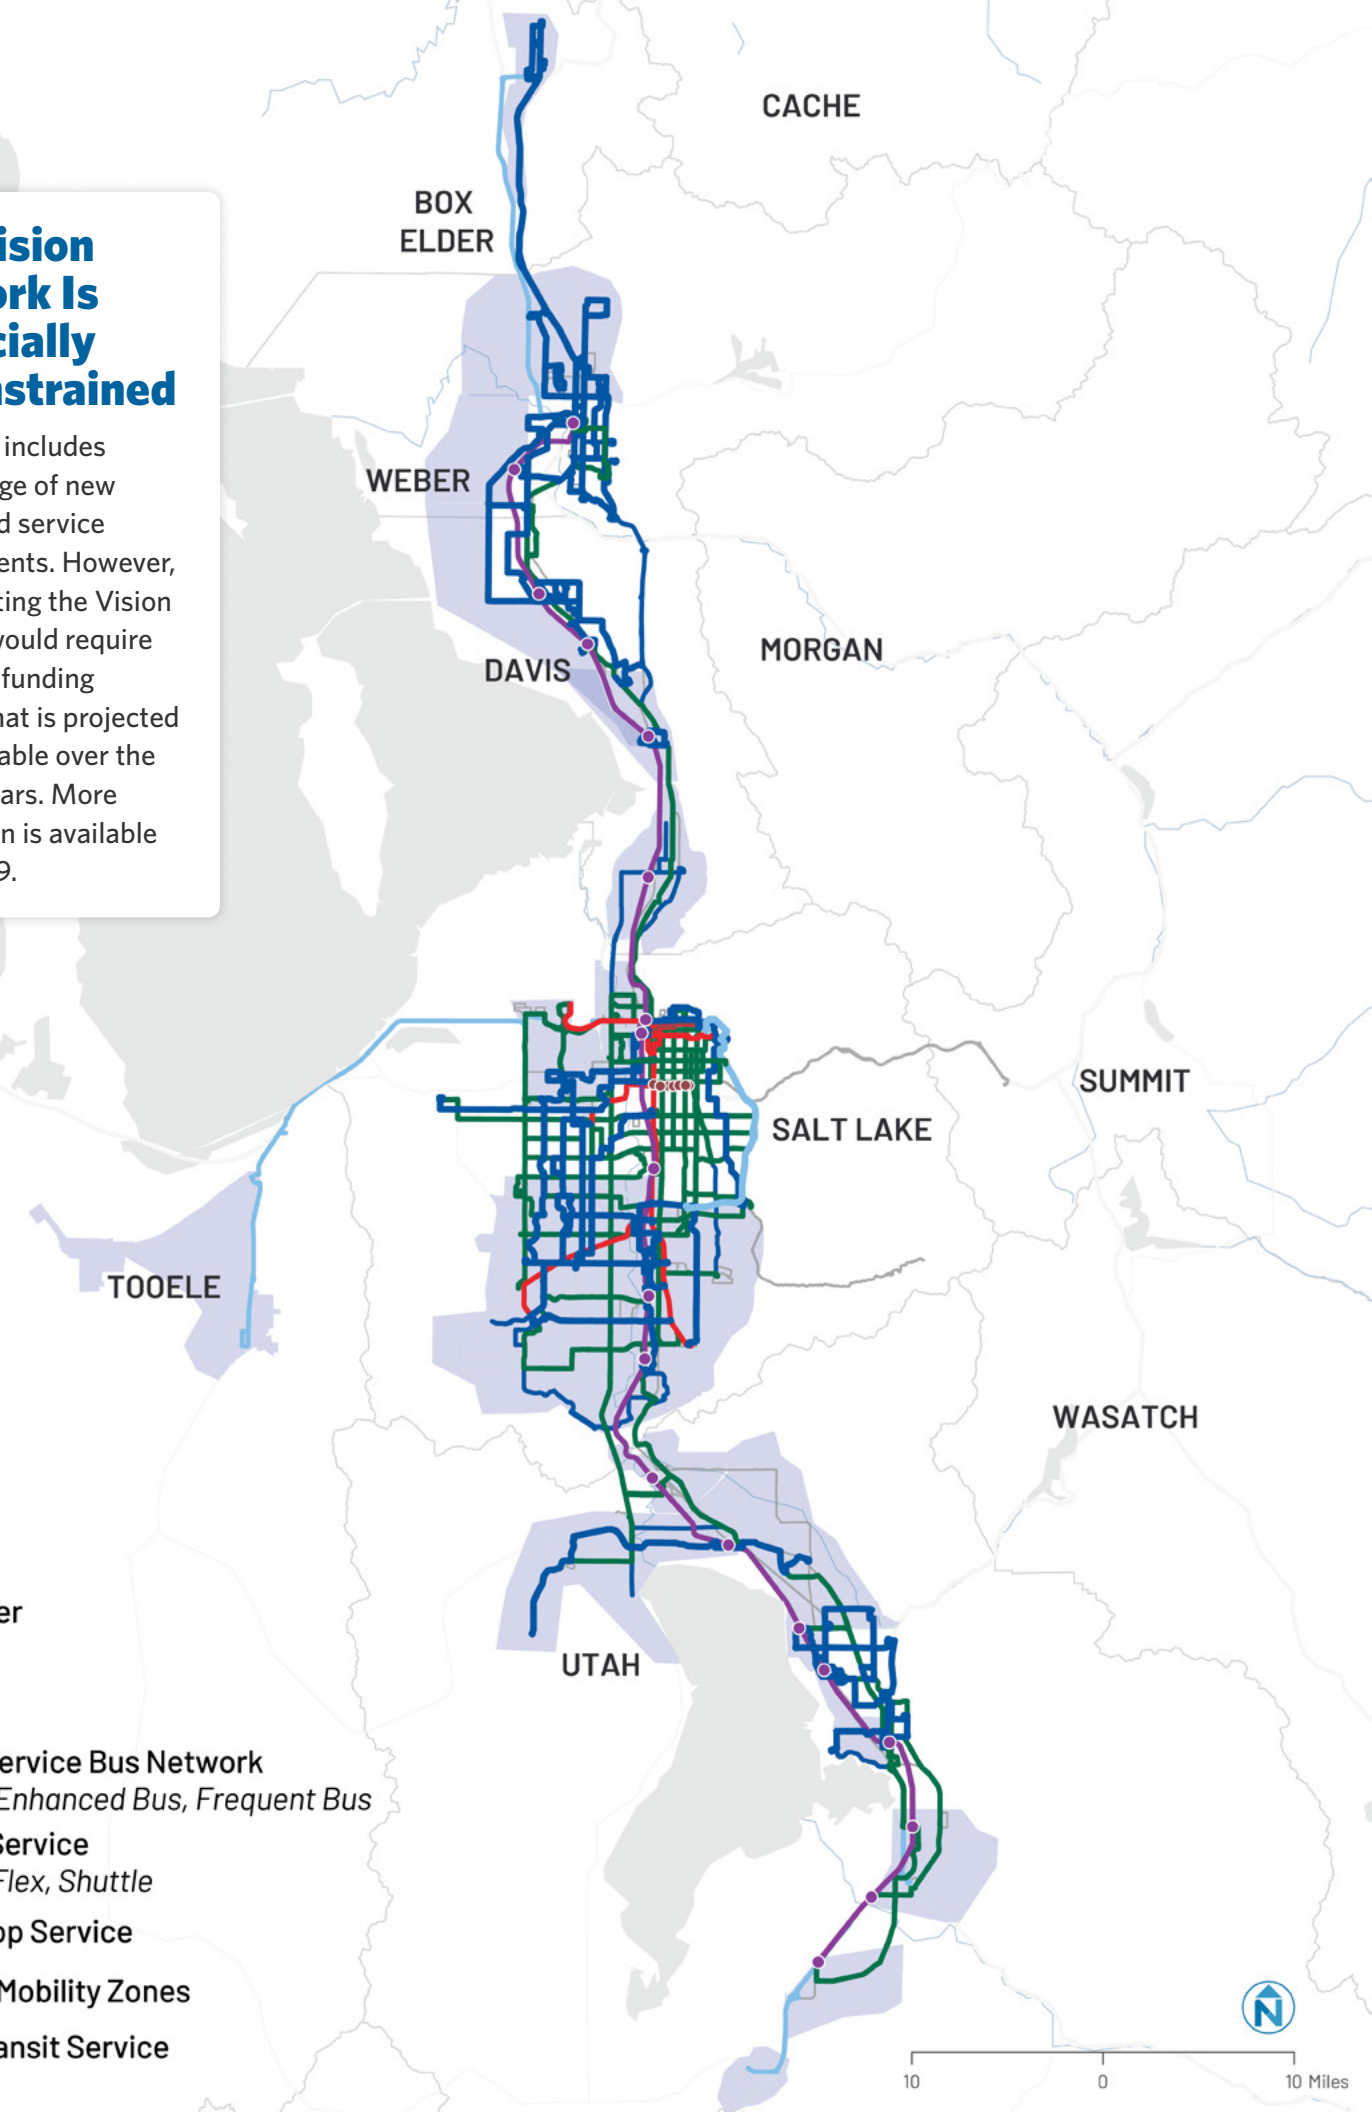 CACHE
BOX
ELDER
ision
ork Is
cially
nstrained
includes
ge of new
d service
ents. However,
ting the Vision
would require
funding
hat is projected
able over the
ars. More
n is available
9.
WEBER
MORGAN
DAVIS
SUMMIT
SALT LAKE
TOOELE
WASATCH
er
UTAH
ervice Bus Network
Enhanced Bus, Frequent Bus
Service
Flex, Shuttle
op Service
Mobility Zones
ansit Service
N
10 0 10 Miles